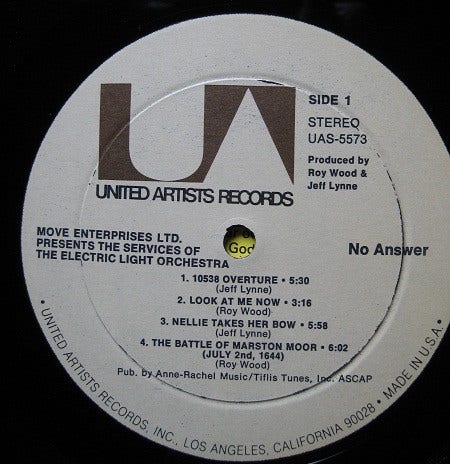 UA
UNITED ARTISTS RECORDS
SIDE 1
STEREO
UAS-5573
Produced by
Roy Wood &
Jeff Lynne
MOVE ENTERPRISES LTD.
PRESENTS THE SERVICES OF
THE ELECTRIC LIGHT ORCHESTRA
God
No Answer
1. 10538 OVERTURE • 5:30
(Jeff Lynne)
2. LOOK AT ME NOW • 3:16
(Roy Wood)
3. NELLIE TAKES HER BOW • 5:58
(Jeff Lynne)
4. THE BATTLE OF MARSTON MOOR • 6:02
(JULY 2nd, 1644)
(Roy Wood)
Pub. by Anne-Rachel Music/Tiflis Tunes, Inc. ASCAP
• UNITED ARTISTS RECORDS, INC., LOS ANGELES, CALIFORNIA 90028 • MADE IN U.S.A. •